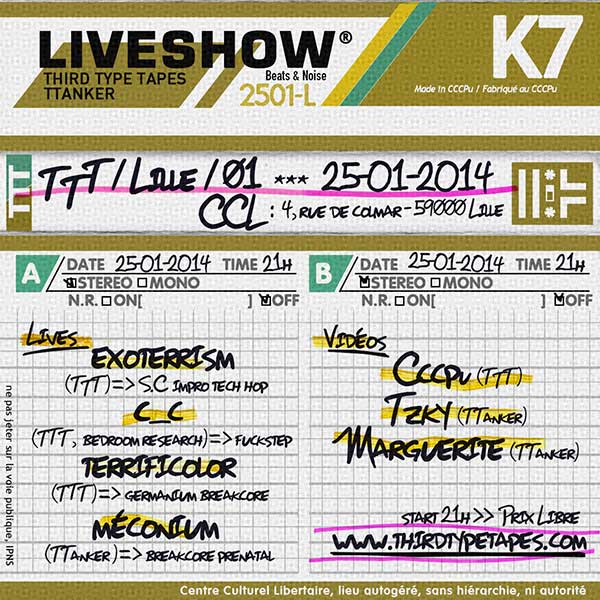 LIVESHOW®
THIRD TYPE TAPES
TTANKER
Beats & Noise
2501-L
K7
Made in CCCPu / Fabriqué au CCCPu
TTT
TTT / LILLE / 01 *** 25-01-2014
CCL : 4, RUE DE COLMAR - 59000 LILLE
A
DATE 25-01-2014 TIME 21H
STEREO MONO
N.R. ON[ ] OFF
LIVES
EXOTERRISM
(TTT) => S.C IMPRO TECH HOP
C_C
(TTT, BEDROOM RESEARCH) => FUCKSTEP
TERRIFICOLOR
(TTT) => GERMANIUM BREAKCORE
MÉCONIUM
(TTANKER) => BREAKCORE PRENATAL
B
DATE 25-01-2014 TIME 21H
STEREO MONO
N.R. ON[ ] OFF
VIDÉOS
CCCPU (TTT)
TZKY (TTANKER)
MARGUERITE (TTANKER)
START 21H >> PRIX LIBRE
WWW.THIRDTYPETAPES.COM
ne pas jeter sur la voie publique, IPNS
Centre Culturel Libertaire, lieu autogéré, sans hiérarchie, ni autorité